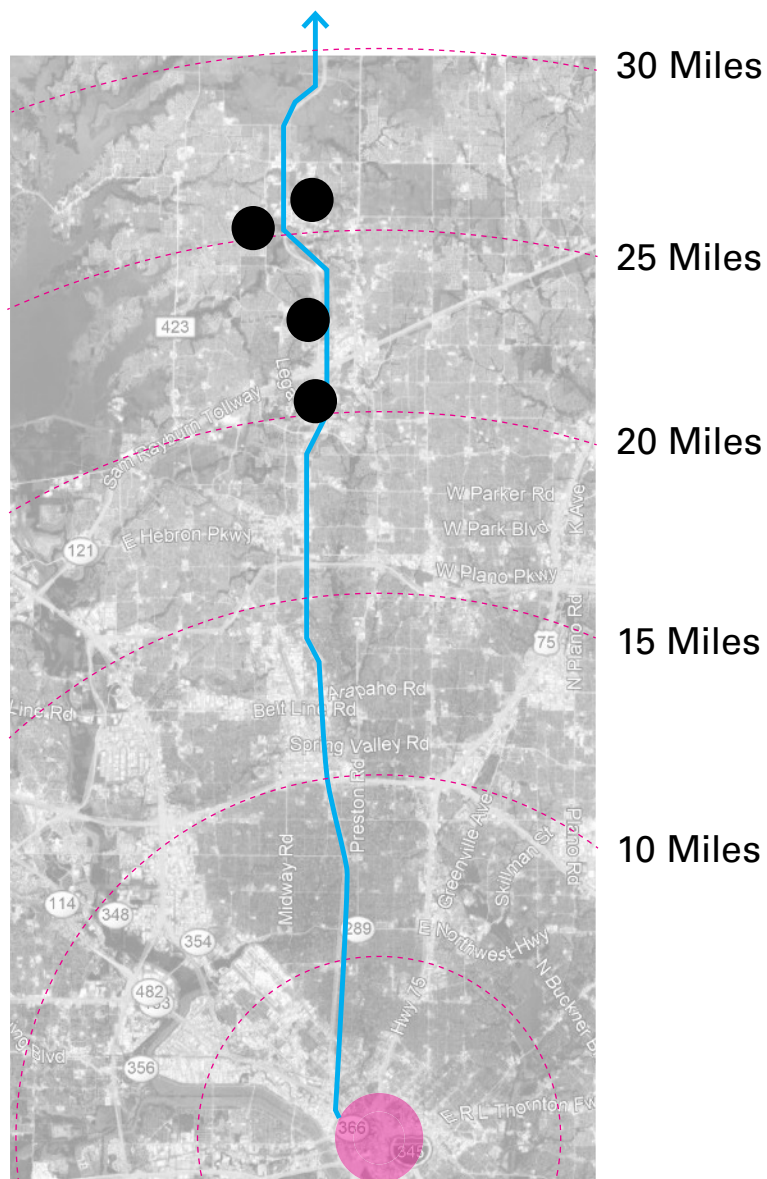 30 Miles
25 Miles
423
Sam Rayburn Tollway
20 Miles
W Parker Rd
K Ave
W Park Blvd
E Hebron Pkwy
121
W Plano Pkwy
15 Miles
75
N Plano Rd
Arapaho Rd
Line Rd
Belt Line Rd
Spring Valley Rd
Preston Rd
10 Miles
Midway Rd
Greenville Ave
Skillman St
Plano Rd
114
348
289
354
E Northwest Hwy
482
Hwy 75
N Buckner
Blvd
356
E R L Thornton
366
345